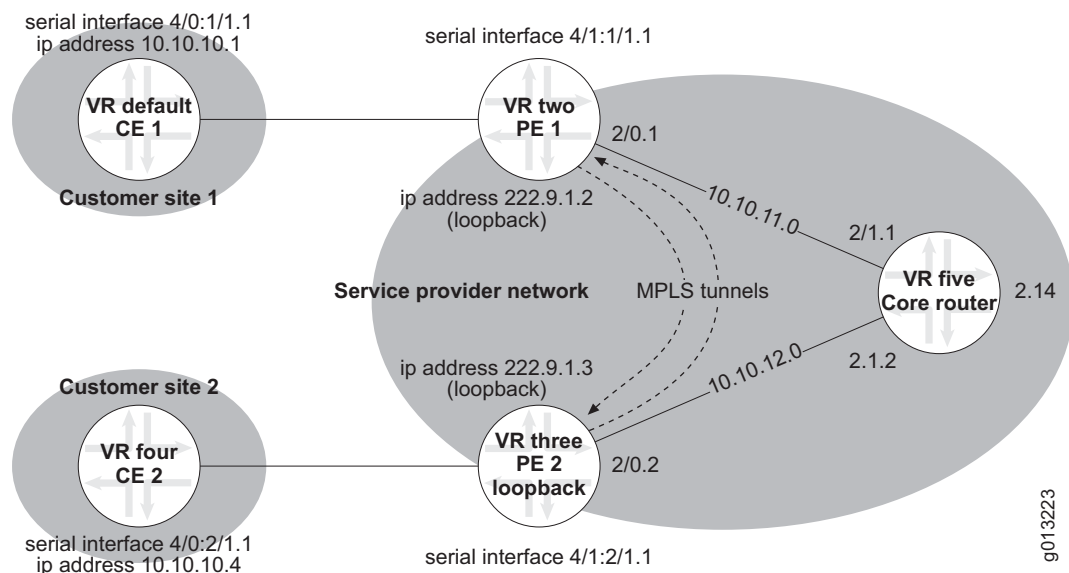 serial interface 4/0:1/1.1
ip address 10.10.10.1
VR default
CE 1
Customer site 1
serial interface 4/1:1/1.1
VR two
PE 1
2/0.1
ip address 222.9.1.2
(loopback)
10.10.11.0
2/1.1
Service provider network
MPLS tunnels
VR five
Core router
2.14
ip address 222.9.1.3
(loopback)
10.10.12.0
2.1.2
Customer site 2
VR four
CE 2
VR three
PE 2
loopback
2/0.2
serial interface 4/0:2/1.1
ip address 10.10.10.4
serial interface 4/1:2/1.1
g013223